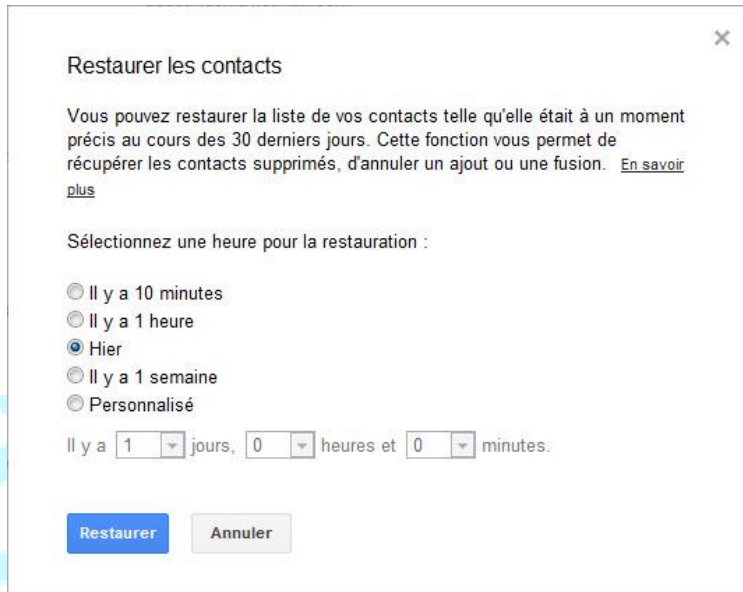 Restaurer les contacts
Vous pouvez restaurer la liste de vos contacts telle qu'elle était à un moment
précis au cours des 30 derniers jours. Cette fonction vous permet de
récupérer les contacts supprimés, d'annuler un ajout ou une fusion. En savoir
plus
Sélectionnez une heure pour la restauration :
Il y a 10 minutes
Il y a 1 heure
Hier
Il y a 1 semaine
Personnalisé
Il y a 1 jours, 0 heures et 0 minutes.
Restaurer Annuler